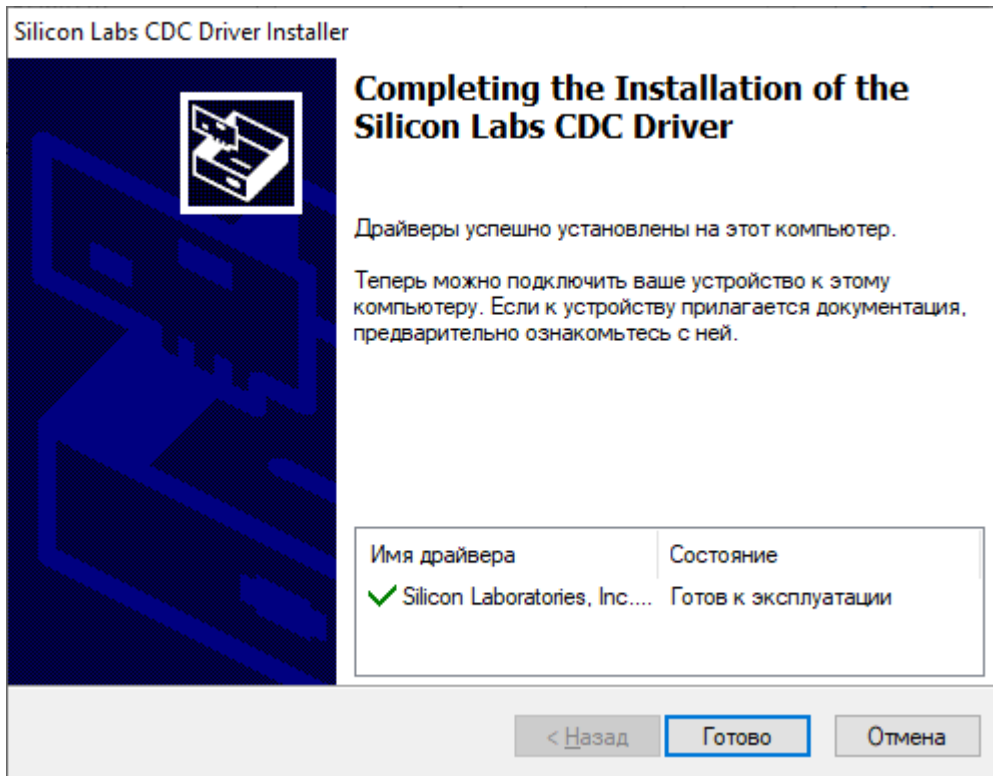 Silicon Labs CDC Driver Installer
Completing the Installation of the
Silicon Labs CDC Driver
Драйверы успешно установлены на этот компьютер.
Теперь можно подключить ваше устройство к этому
компьютеру. Если к устройству прилагается документация,
предварительно ознакомьтесь с ней.
Имя драйвера Состояние
Silicon Laboratories, Inc.... Готов к эксплуатации
< Назад Готово Отмена